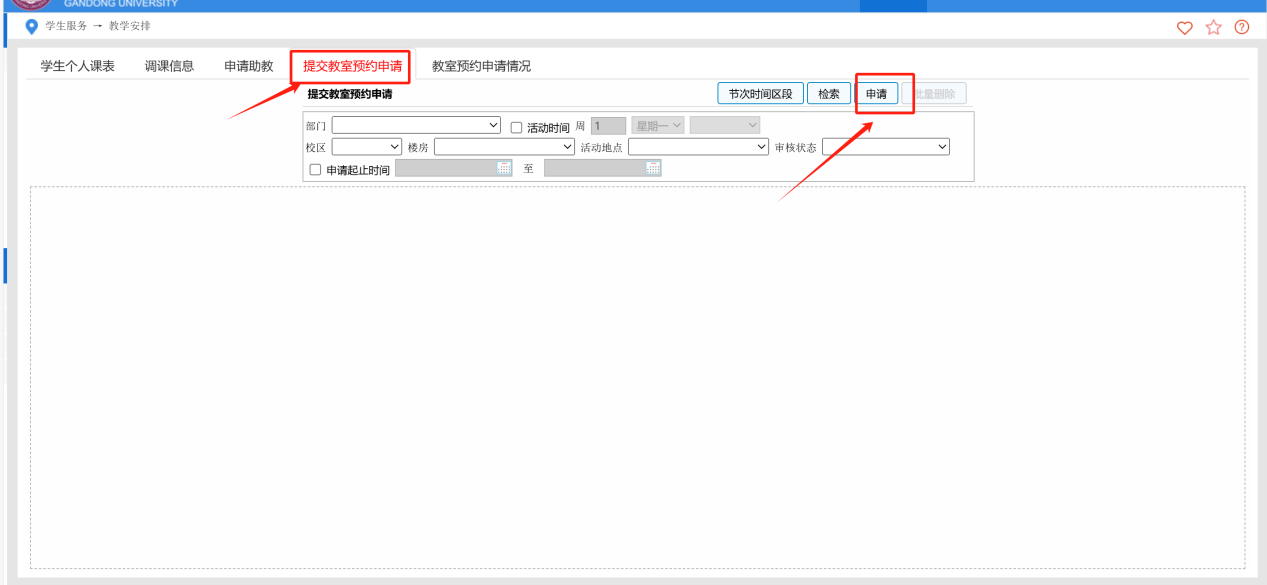 GANDONG UNIVERSITY
学生服务 → 教学安排
学生个人课表 调课信息 申请助教 提交教室预约申请 教室预约申请情况
提交教室预约申请 节次时间区段 检索 申请 批量删除
部门 活动时间 周 1 星期一
校区 楼房 活动地点 审核状态
申请起止时间 至